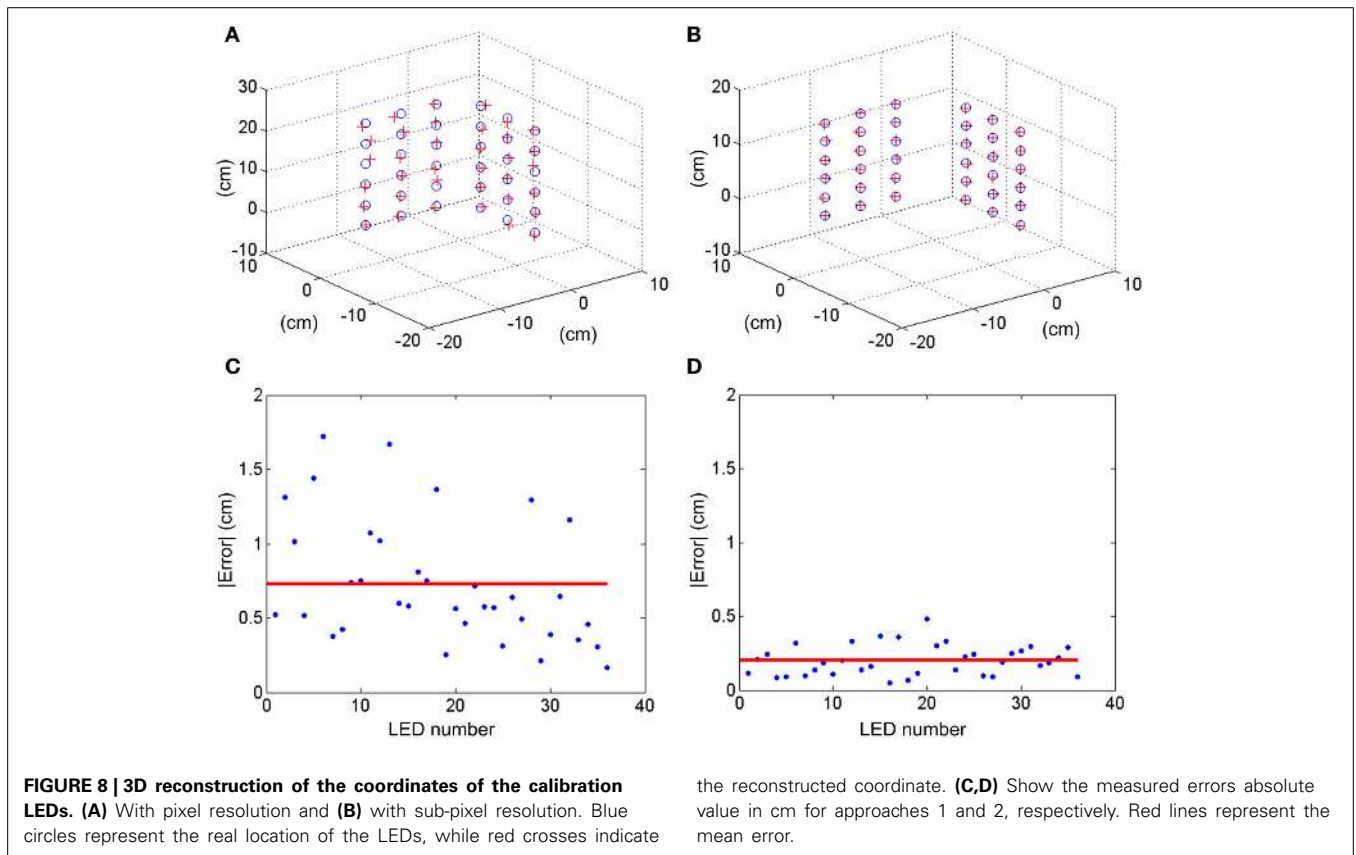 A
30
20
10
0
-10
(cm)
10
0
-10
-20
(cm)
-20
-10
0
10
(cm)
B
20
10
0
-10
(cm)
10
0
-10
-20
(cm)
-20
-10
0
10
(cm)
C
2
1.5
1
0.5
0
|Error| (cm)
0 10 20 30 40
LED number
D
2
1.5
1
0.5
0
|Error| (cm)
0 10 20 30 40
LED number
FIGURE 8 | 3D reconstruction of the coordinates of the calibration
LEDs. (A) With pixel resolution and (B) with sub-pixel resolution. Blue
circles represent the real location of the LEDs, while red crosses indicate
the reconstructed coordinate. (C,D) Show the measured errors absolute
value in cm for approaches 1 and 2, respectively. Red lines represent the
mean error.